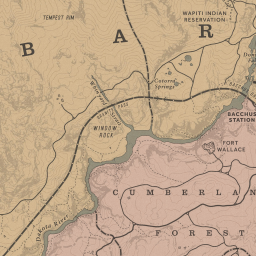 TEMPEST RIM
WAPITI INDIAN
RESERVATION
B A R
Cotorra
Springs
WINDOW
ROCK
BACCHUS
STATION
FORT
WALLACE
CUMBERLAN
FOREST
Dakota River